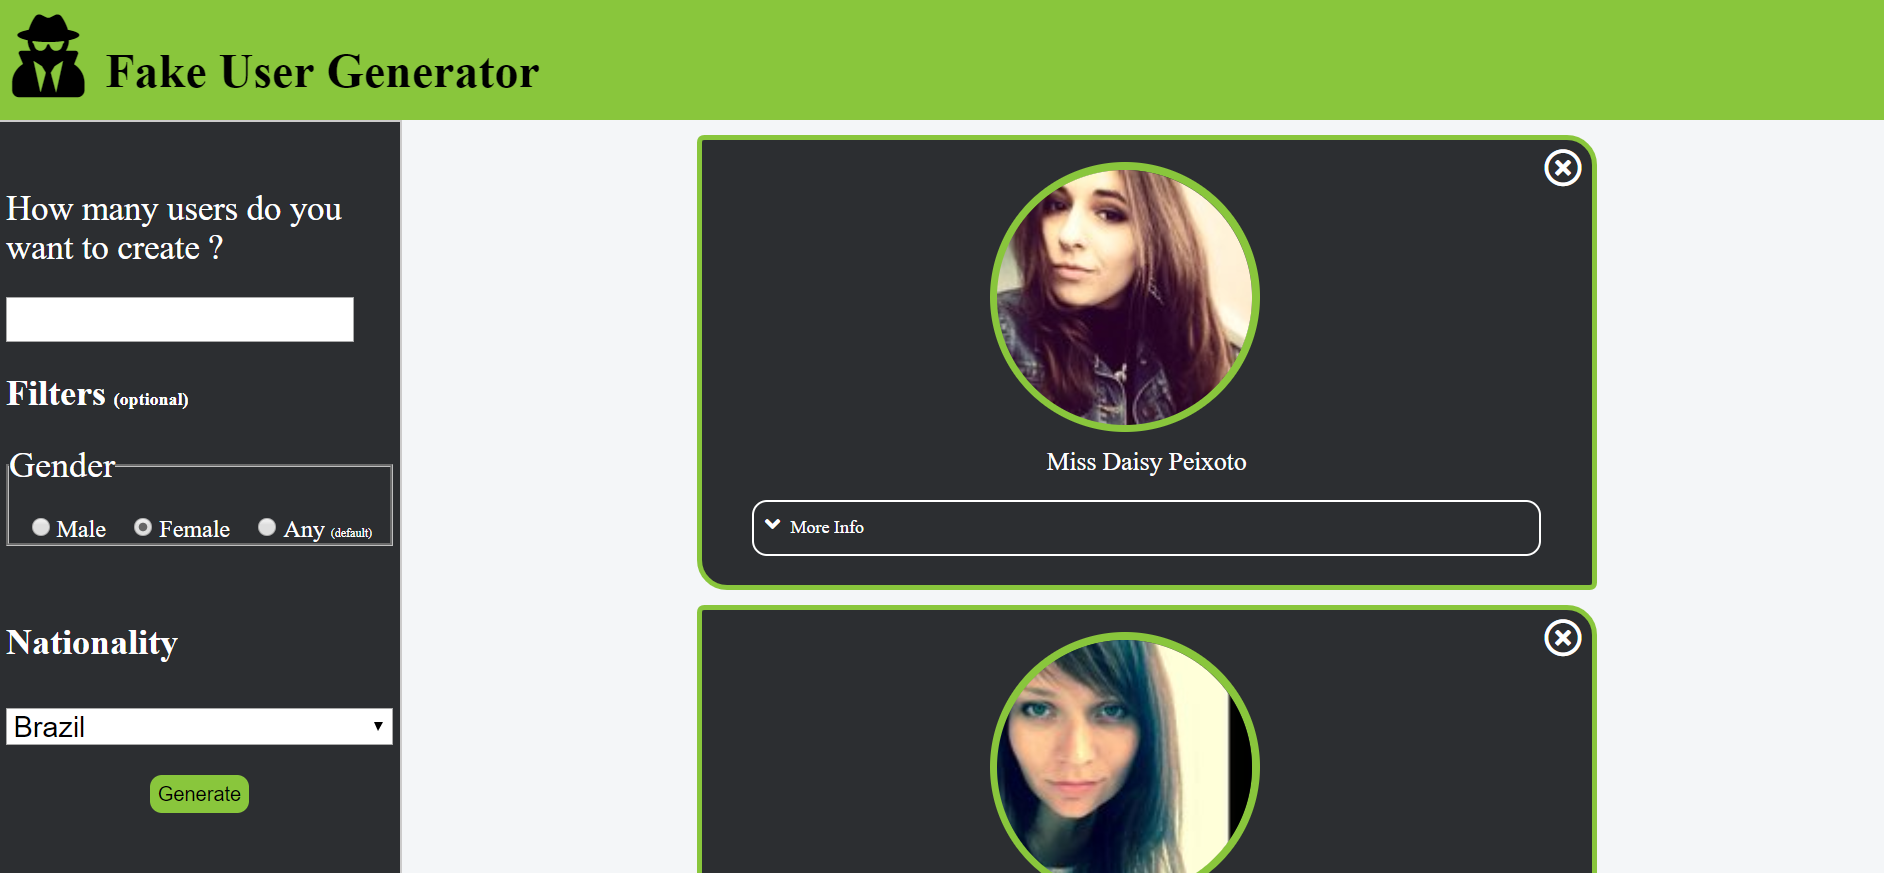 Fake User Generator
How many users do you
want to create ?
Filters (optional)
Gender
Male Female Any (default)
Nationality
Brazil
Generate
Miss Daisy Peixoto
More Info